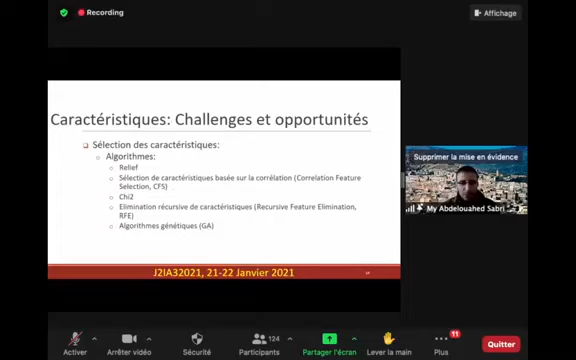 Recording
Affichage
Caractéristiques: Challenges et opportunités
Sélection des caractéristiques:
Algorithmes:
Relief
Sélection de caractéristiques basée sur la corrélation (Correlation Feature
Selection, CFS)
Chi2
Elimination récursive de caractéristiques (Recursive Feature Elimination,
RFE)
Algorithmes génétiques (GA)
J2IA32021, 21-22 Janvier 2021
Supprimer la mise en évidence
My Abdelouahed Sabri
Activer
Arrêter vidéo
Sécurité
Participants
124
Partager l'écran
Lever la main
Plus
11
Quitter